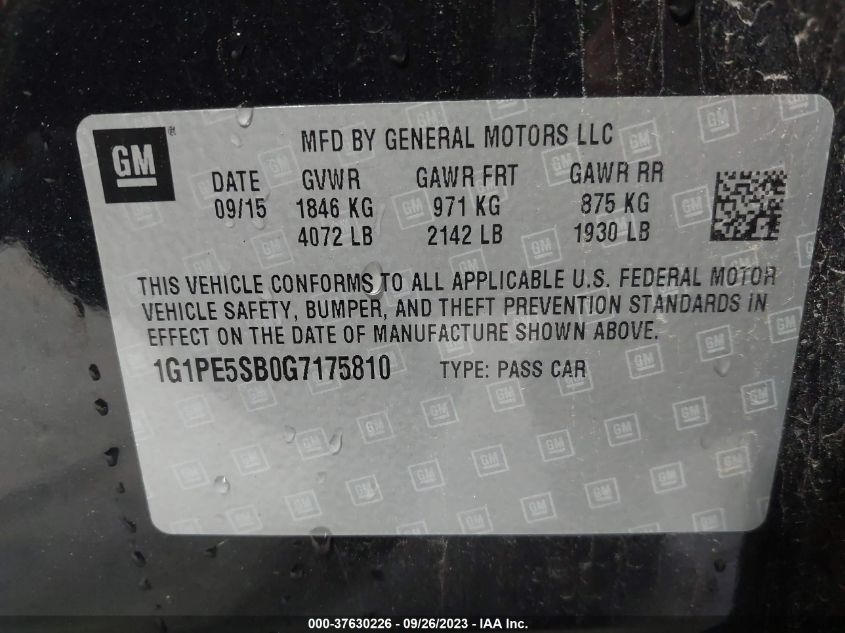 GM ®
MFD BY GENERAL MOTORS LLC
DATE GVWR GAWR FRT GAWR RR
09/15 1846 KG 971 KG 875 KG
4072 LB 2142 LB 1930 LB
THIS VEHICLE CONFORMS TO ALL APPLICABLE U.S. FEDERAL MOTOR
VEHICLE SAFETY, BUMPER, AND THEFT PREVENTION STANDARDS IN
EFFECT ON THE DATE OF MANUFACTURE SHOWN ABOVE.
1G1PE5SB0G7175810 TYPE: PASS CAR
000-37630226 - 09/26/2023 - IAA Inc.